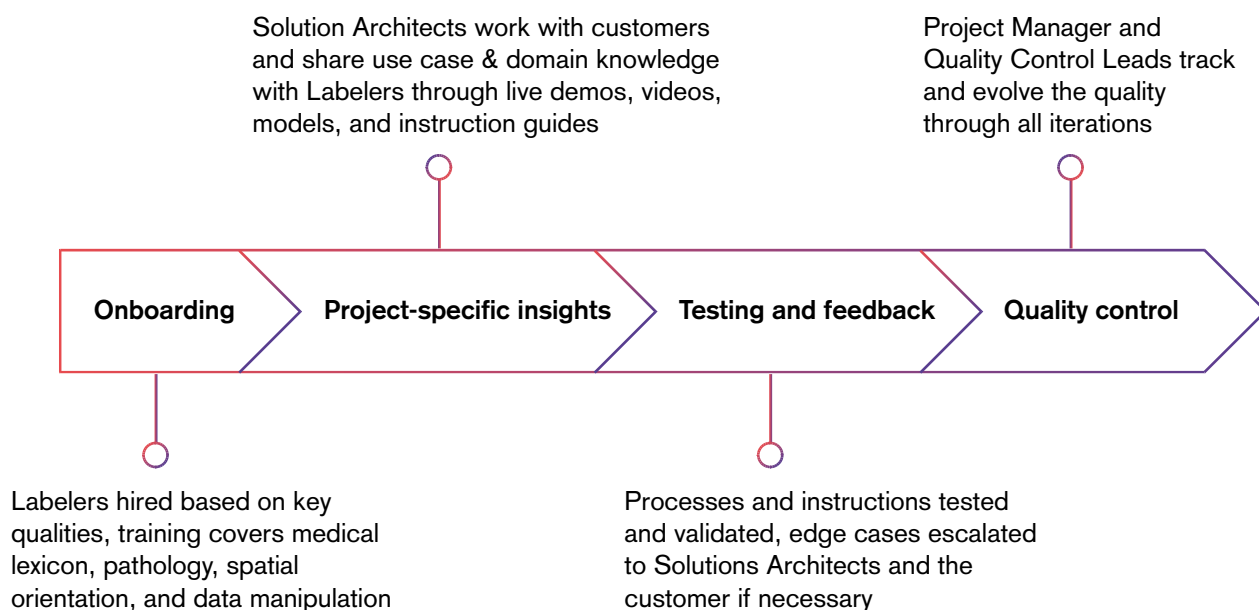 Solution Architects work with customers
and share use case & domain knowledge
with Labelers through live demos, videos,
models, and instruction guides
Project Manager and
Quality Control Leads track
and evolve the quality
through all iterations
Onboarding
Project-specific insights
Testing and feedback
Quality control
Labelers hired based on key
qualities, training covers medical
lexicon, pathology, spatial
orientation, and data manipulation
Processes and instructions tested
and validated, edge cases escalated
to Solutions Architects and the
customer if necessary